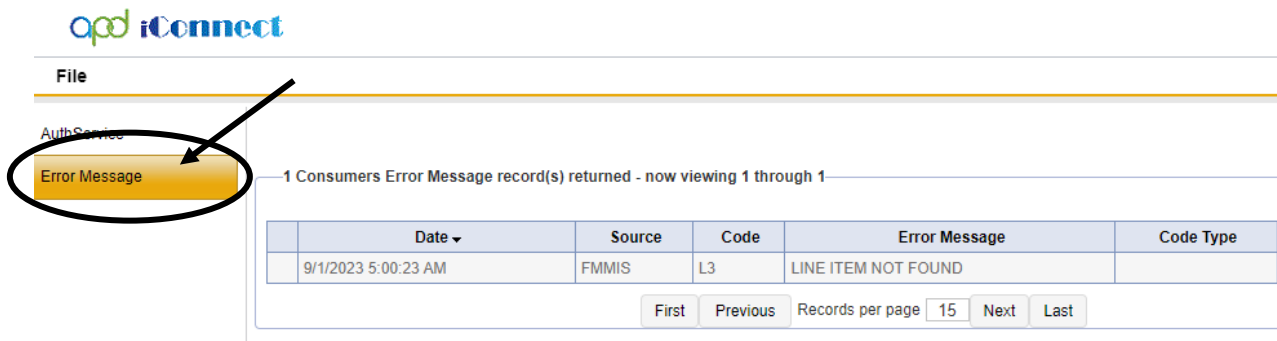 apd iConnect
File
AuthService
Error Message
1 Consumers Error Message record(s) returned - now viewing 1 through 1
Date Source Code Error Message Code Type
9/1/2023 5:00:23 AM FMMIS L3 LINE ITEM NOT FOUND
First Previous Records per page 15 Next Last